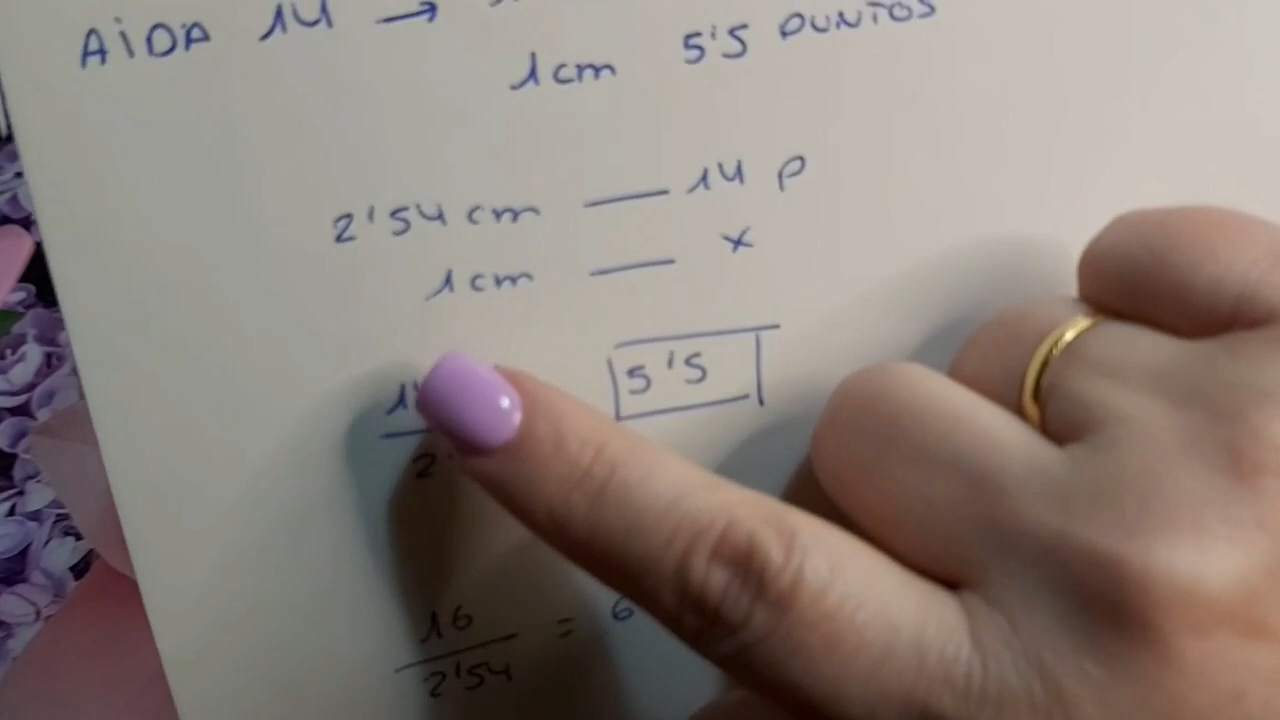 AIDA 14 →
1cm 5'5 PUNTOS
2'54 cm — 14 P
1cm — x
5'5
16
2'54
= 6